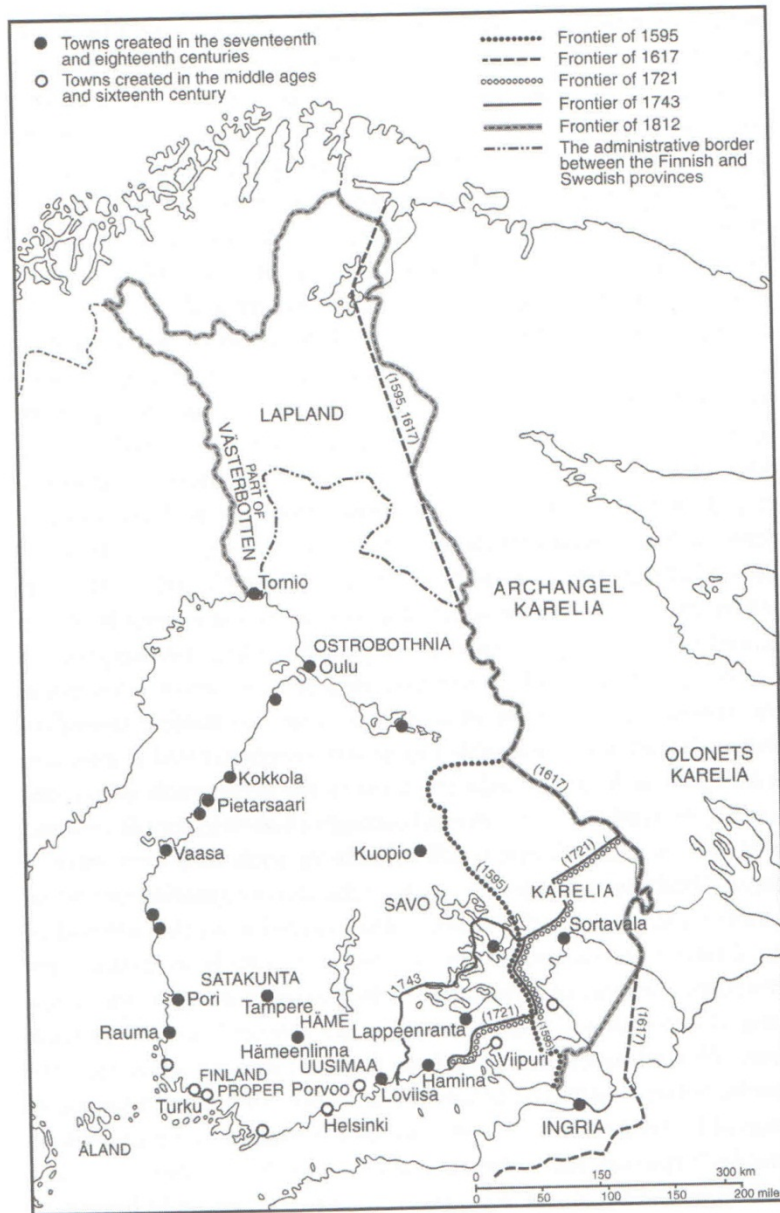 Towns created in the seventeenth
and eighteenth centuries
Towns created in the middle ages
and sixteenth century
Frontier of 1595
Frontier of 1617
Frontier of 1721
Frontier of 1743
Frontier of 1812
The administrative border
between the Finnish and
Swedish provinces
(1595, 1617)
LAPLAND
PART OF
VÄSTERBOTTEN
Tornio
ARCHANGEL
KARELIA
OSTROBOTHNIA
Oulu
OLONETS
KARELIA
(1617)
Kokkola
Pietarsaari
Vaasa
Kuopio
(1721)
(1595)
KARELIA
SAVO
Sortavala
SATAKUNTA
Pori
Tampere
1743
Lappeenranta
(1721)
(1595)
(1617)
Rauma
HÄME
Hämeenlinna
Viipuri
UUSIMAA
Hamina
FINLAND
PROPER
Porvoo
Loviisa
Turku
Helsinki
INGRIA
ÅLAND
0
150
300 km
0
50
100
150
200 mile